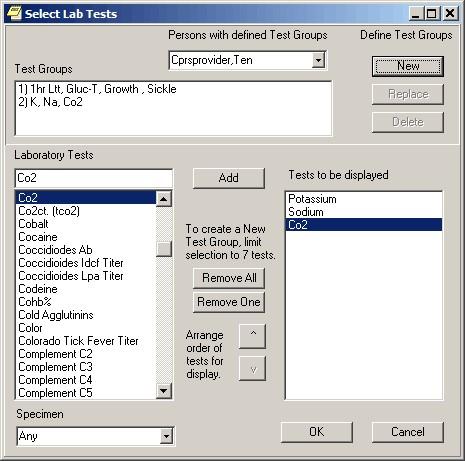 Select Lab Tests
Persons with defined Test Groups
Define Test Groups
Cprsprovider,Ten
New
Test Groups
1) 1hr Ltt, Gluc-T, Growth , Sickle
2) K, Na, Co2
Replace
Delete
Laboratory Tests
Co2
Add
Tests to be displayed
Co2
Co2ct. (tco2)
Cobalt
Cocaine
Coccidiodes Ab
Coccidioides Idcf Titer
Coccidioides Lpa Titer
Codeine
Cohb%
Cold Agglutinins
Color
Colorado Tick Fever Titer
Complement C2
Complement C3
Complement C4
Complement C5
To create a New
Test Group, limit
selection to 7 tests.
Remove All
Remove One
Arrange
order of
tests for
display.
^
v
Potassium
Sodium
Co2
Specimen
Any
OK
Cancel